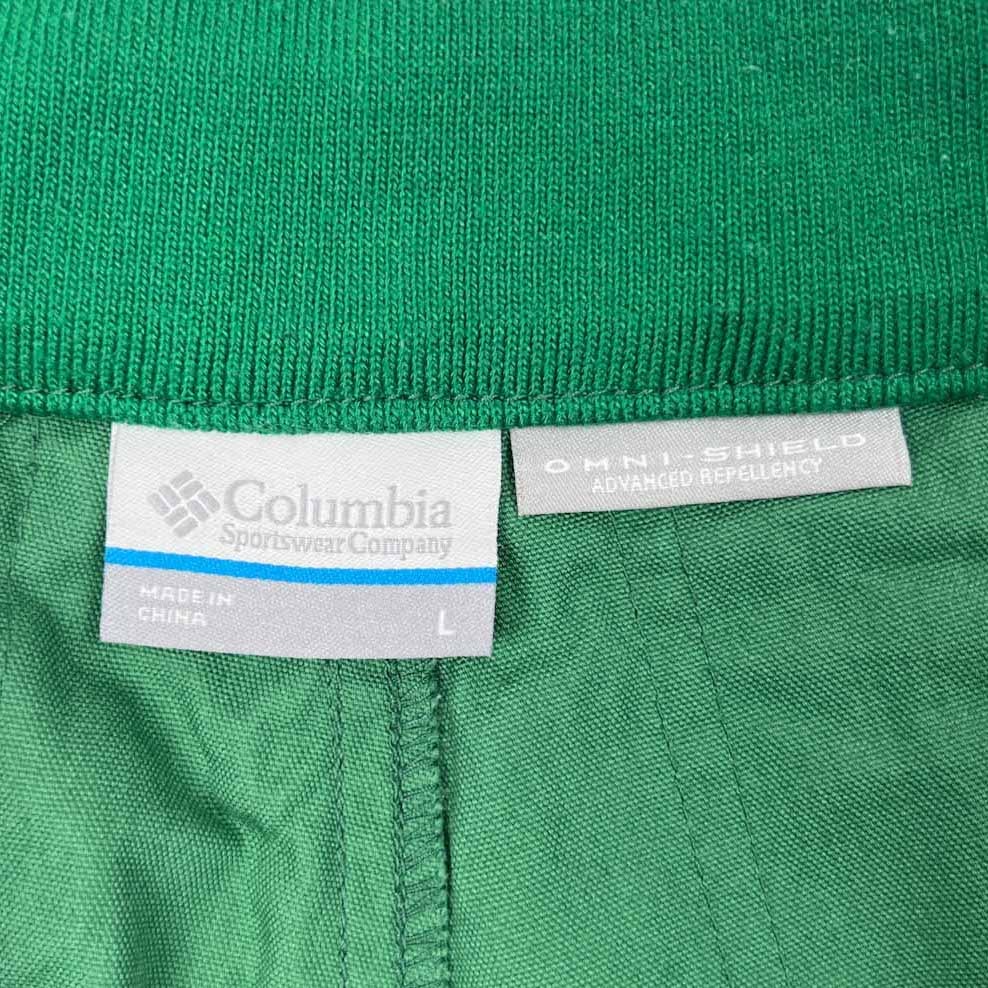 Columbia
Sportswear Company
MADE IN
CHINA
L
OMNI-SHIELD
ADVANCED REPELLENCY